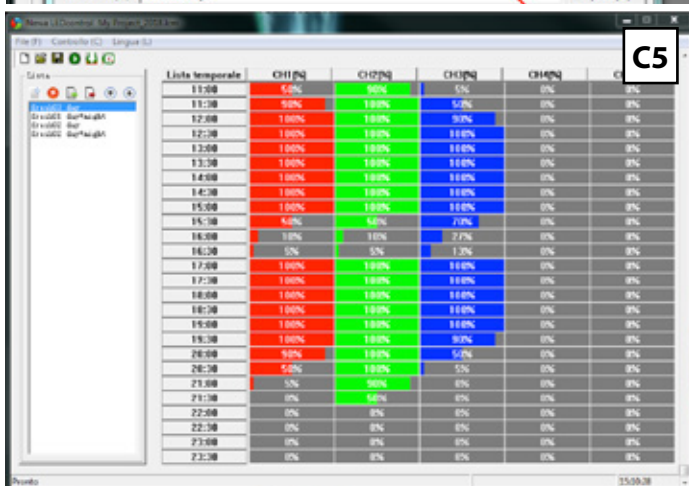 Neva LEDcontrol My Project_2018.kmi
File(F) Controllo(C) Lingua(L)
C5
Lista
Lista temporale CH1[%] CH2[%] CH3[%] CH4[%]
11:00 50% 90% 5% 0% 0%
11:30 90% 100% 50% 0% 0%
12:00 100% 100% 90% 0% 0%
12:30 100% 100% 100% 0% 0%
13:00 100% 100% 100% 0% 0%
13:30 100% 100% 100% 0% 0%
14:00 100% 100% 100% 0% 0%
14:30 100% 100% 100% 0% 0%
15:00 100% 100% 100% 0% 0%
15:30 50% 50% 70% 0% 0%
16:00 10% 10% 27% 0% 0%
16:30 5% 5% 13% 0% 0%
17:00 100% 100% 100% 0% 0%
17:30 100% 100% 100% 0% 0%
18:00 100% 100% 100% 0% 0%
18:30 100% 100% 100% 0% 0%
19:00 100% 100% 100% 0% 0%
19:30 100% 100% 90% 0% 0%
20:00 90% 100% 50% 0% 0%
20:30 50% 100% 5% 0% 0%
21:00 5% 90% 0% 0% 0%
21:30 0% 50% 0% 0% 0%
22:00 0% 0% 0% 0% 0%
22:30 0% 0% 0% 0% 0%
23:00 0% 0% 0% 0% 0%
23:30 0% 0% 0% 0% 0%
Pronto